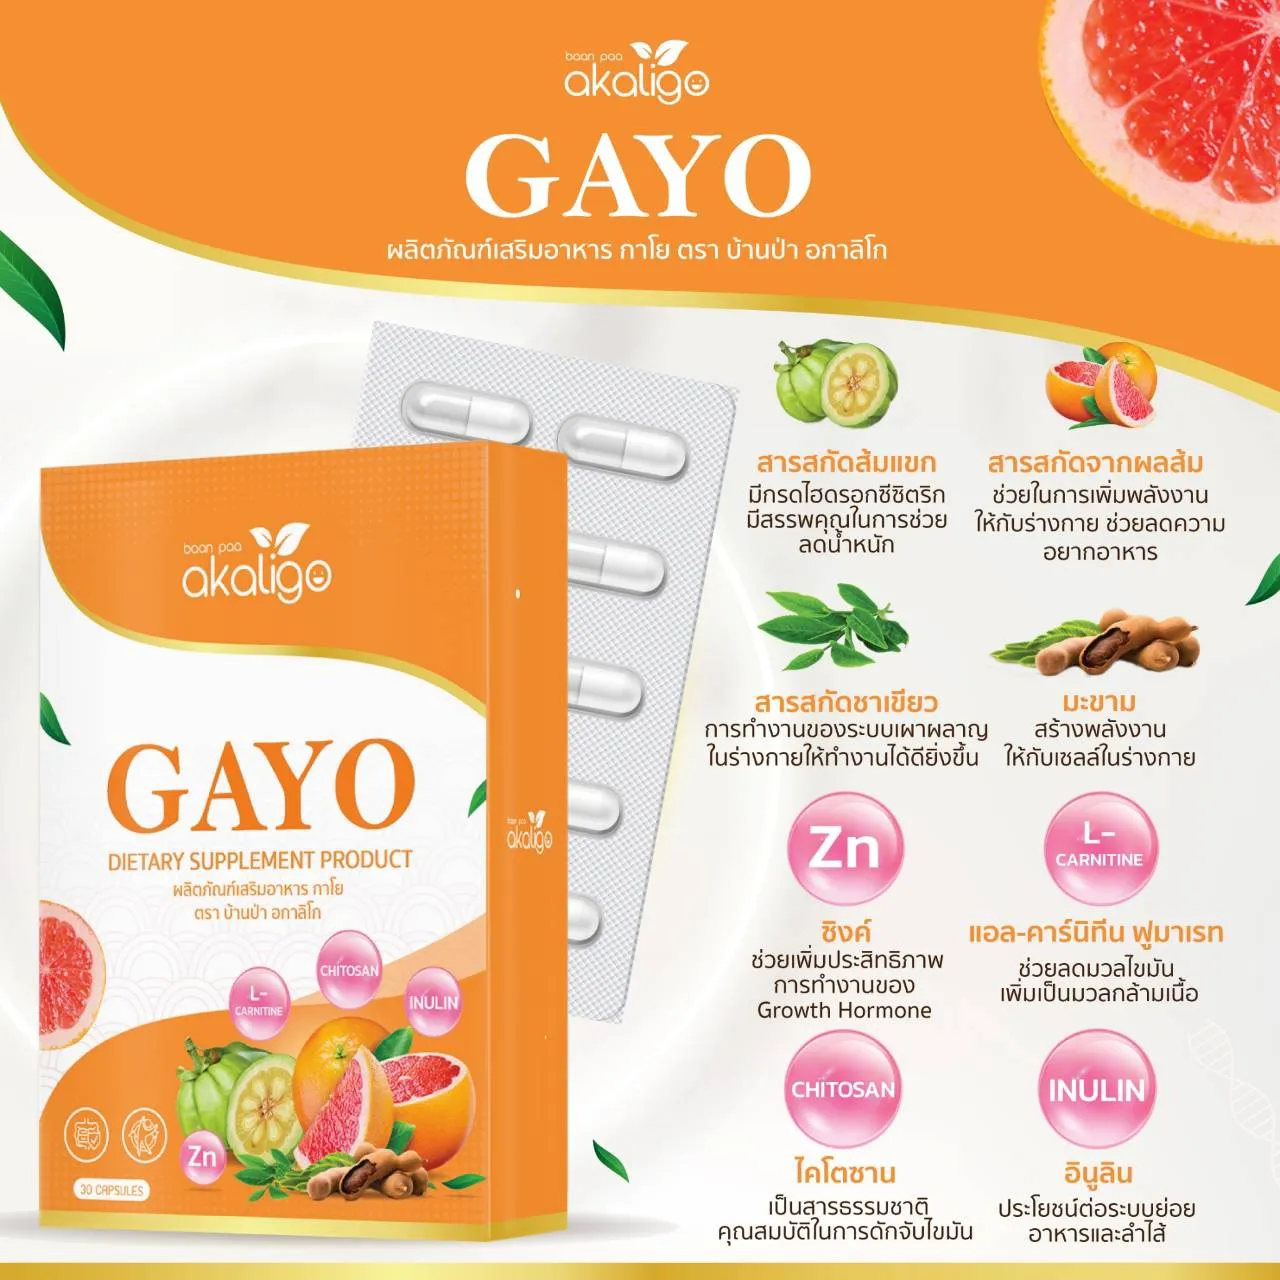 baan paa
akaligo
GAYO
ผลิตภัณฑ์เสริมอาหาร กาโย ตรา บ้านป่า อกาลิโก
baan paa
akaligo
GAYO
DIETARY SUPPLEMENT PRODUCT
ผลิตภัณฑ์เสริมอาหาร กาโย
ตรา บ้านป่า อกาลิโก
CHITOSAN
L-
CARNITINE
INULIN
Zn
30 CAPSULES
baan paa
akaligo
สารสกัดส้มแขก
มีกรดไฮดรอกซีซิตริก
มีสรรพคุณในการช่วย
ลดน้ำหนัก
สารสกัดจากผลส้ม
ช่วยในการเพิ่มพลังงาน
ให้กับร่างกาย ช่วยลดความ
อยากอาหาร
สารสกัดชาเขียว
การทำงานของระบบเผาผลาญ
ในร่างกายให้ทำงานได้ดียิ่งขึ้น
มะขาม
สร้างพลังงาน
ให้กับเซลล์ในร่างกาย
Zn
ซิงค์
ช่วยเพิ่มประสิทธิภาพ
การทำงานของ
Growth Hormone
L-
CARNITINE
แอล-คาร์นิทีน ฟูมาเรท
ช่วยลดมวลไขมัน
เพิ่มเป็นมวลกล้ามเนื้อ
CHITOSAN
ไคโตซาน
เป็นสารธรรมชาติ
คุณสมบัติในการดักจับไขมัน
INULIN
อินูลิน
ประโยชน์ต่อระบบย่อย
อาหารและลำไส้